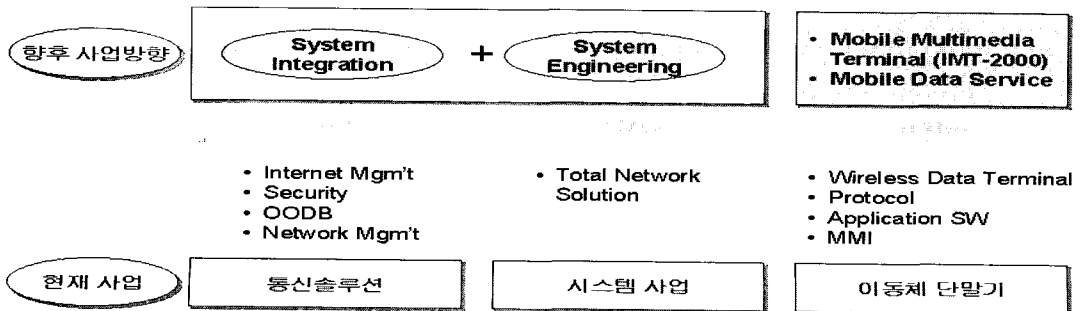 향후 사업방향
System
Integration
+
System
Engineering
• Mobile Multimedia
Terminal (IMT-2000)
• Mobile Data Service
• Internet Mgm't
• Security
• OODB
• Network Mgm't
• Total Network
Solution
• Wireless Data Terminal
• Protocol
• Application SW
• MMI
현재 사업
통신솔루션
시스템 사업
이동체 단말기